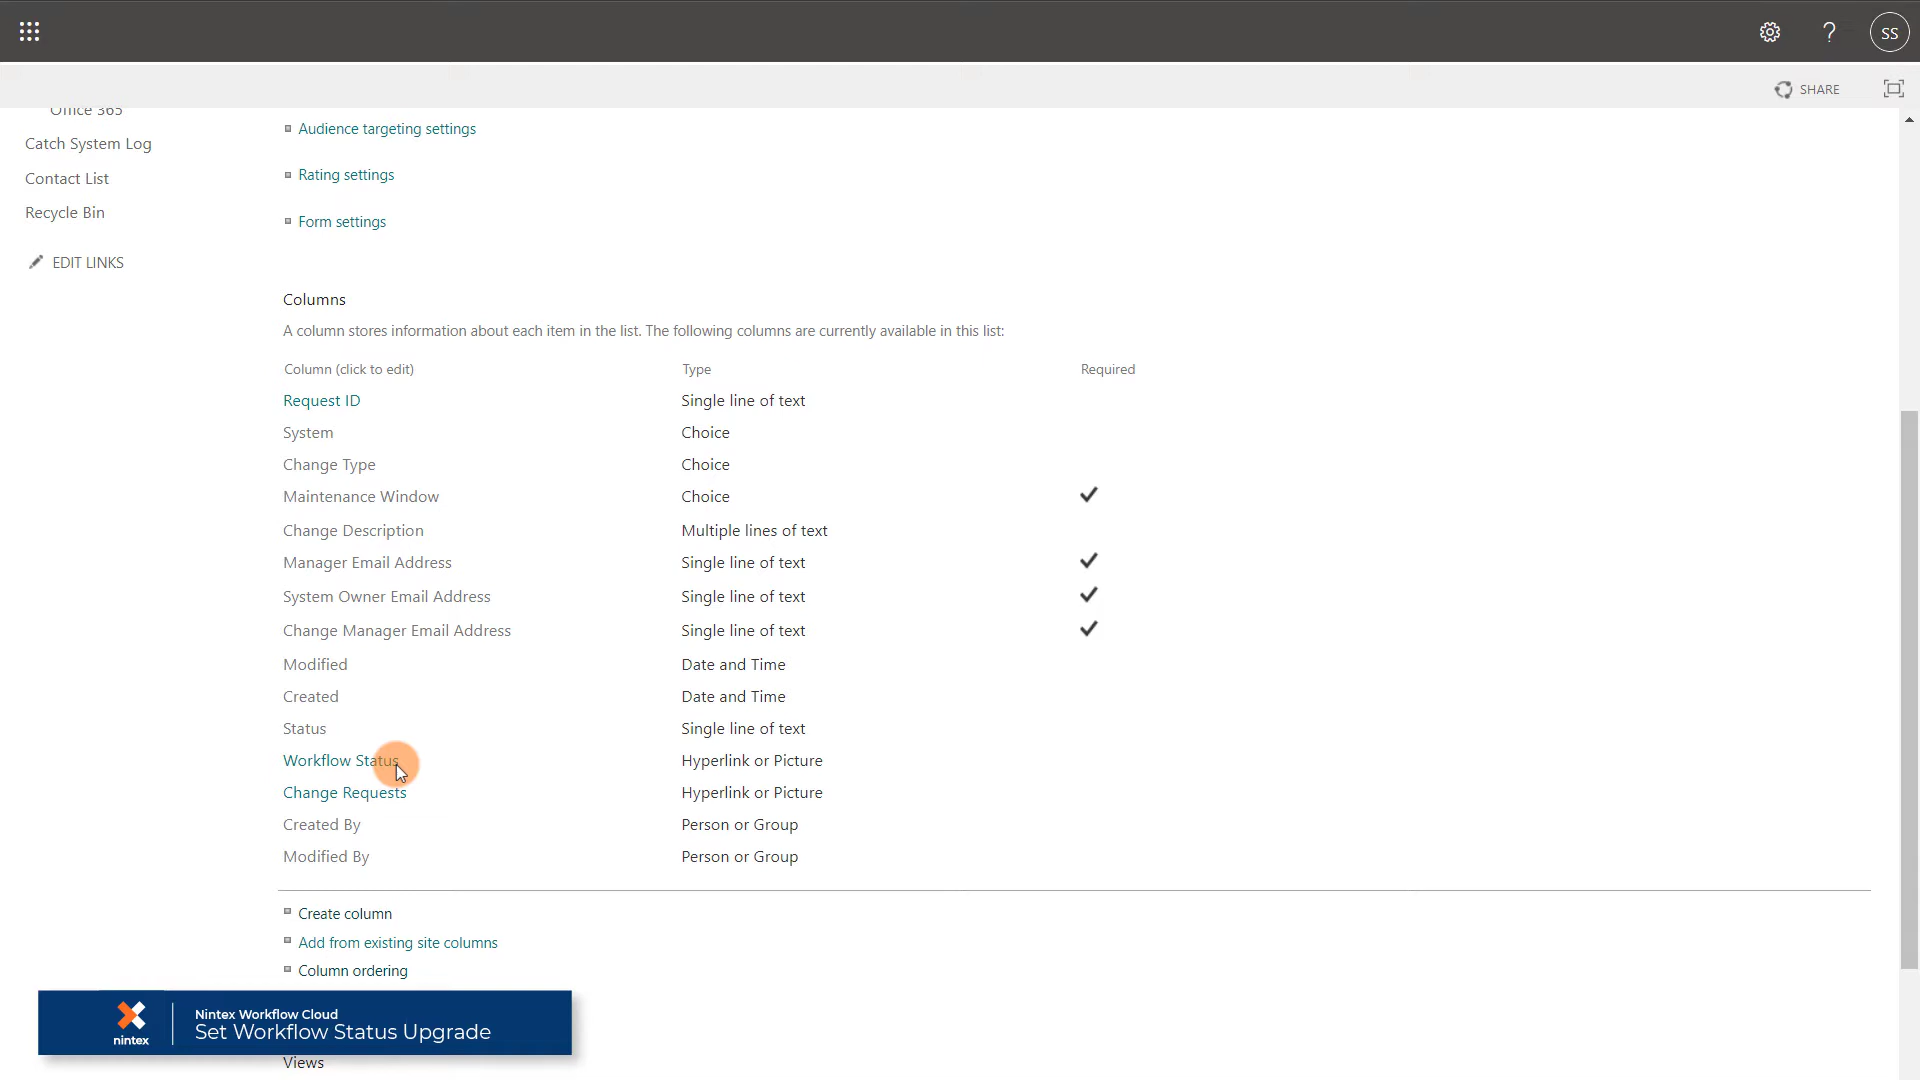 SS
SHARE
Office 365
Catch System Log
Contact List
Recycle Bin
EDIT LINKS
Audience targeting settings
Rating settings
Form settings
Columns
A column stores information about each item in the list. The following columns are currently available in this list:
Column (click to edit) Type Required
Request ID Single line of text
System Choice
Change Type Choice
Maintenance Window Choice
Change Description Multiple lines of text
Manager Email Address Single line of text
System Owner Email Address Single line of text
Change Manager Email Address Single line of text
Modified Date and Time
Created Date and Time
Status Single line of text
Workflow Status Hyperlink or Picture
Change Requests Hyperlink or Picture
Created By Person or Group
Modified By Person or Group
Create column
Add from existing site columns
Column ordering
nintex
Nintex Workflow Cloud
Set Workflow Status Upgrade
Views